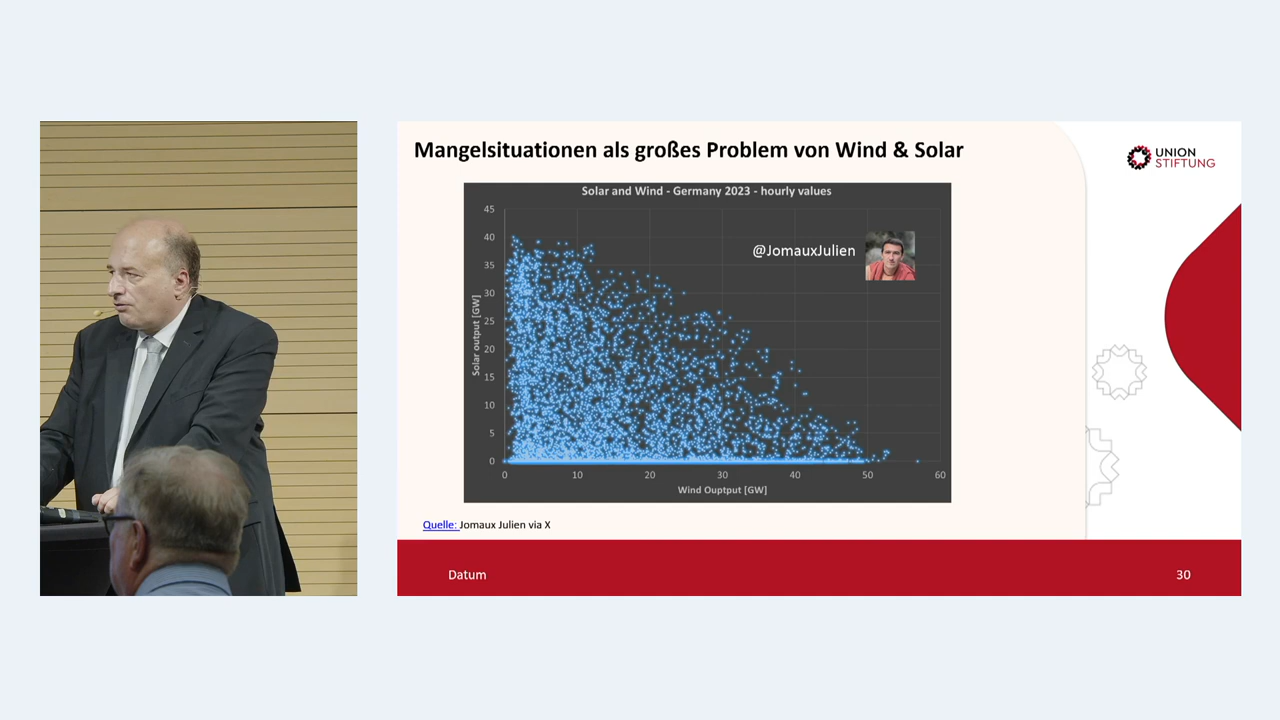 Mangelsituationen als großes Problem von Wind & Solar
UNION
STIFTUNG
Solar and Wind - Germany 2023 - hourly values
@JomauxJulien
Solar output [GW]
45
40
35
30
25
20
15
10
5
0
0 10 20 30 40 50 60
Wind Ouptput [GW]
Quelle: Jomaux Julien via X
Datum
30